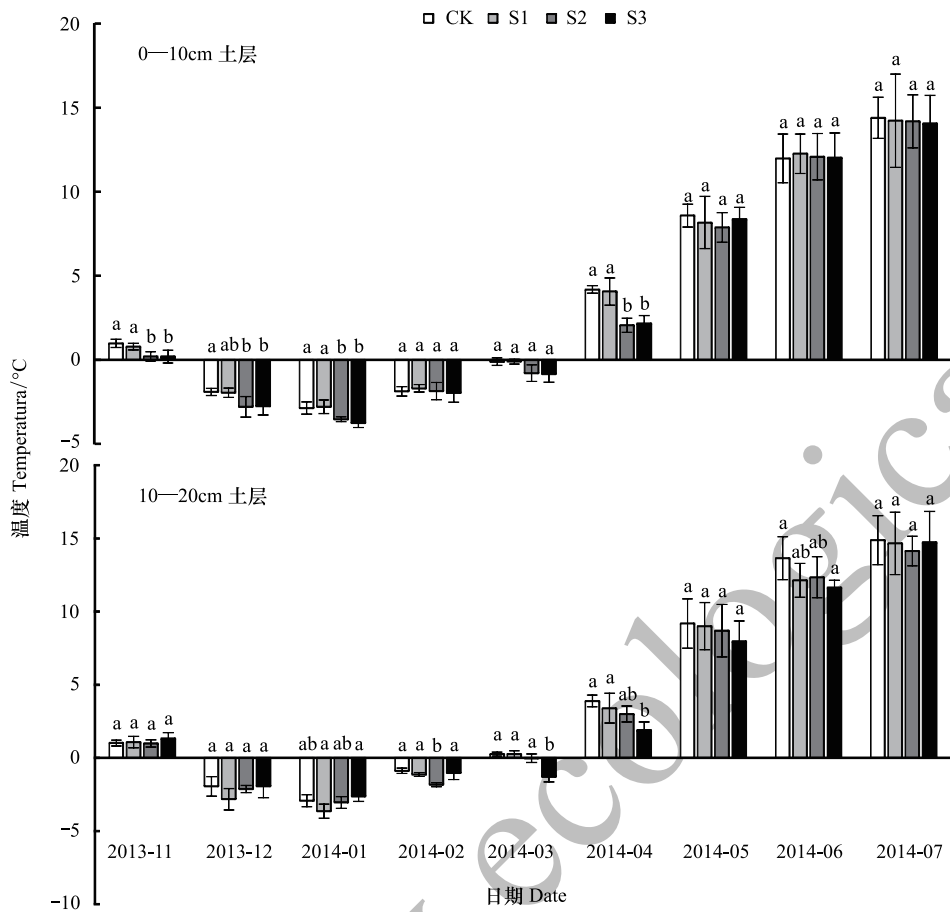 CK S1 S2 S3
20
0—10cm 土层
15
10
5
0
−5
a a b b
a ab b b
a a b b
a a a a
a a a a
a a b b
a a a a
a a a a
a a a a
温度 Temperatura/°C
20
10—20cm 土层
15
10
5
0
−5
−10
a a a a
a a a a
ab a ab a
a a b a
a a a b
a a ab b
a a a a
a ab ab a
a a a a
2013-11 2013-12 2014-01 2014-02 2014-03 2014-04 2014-05 2014-06 2014-07
日期 Date
ecologica